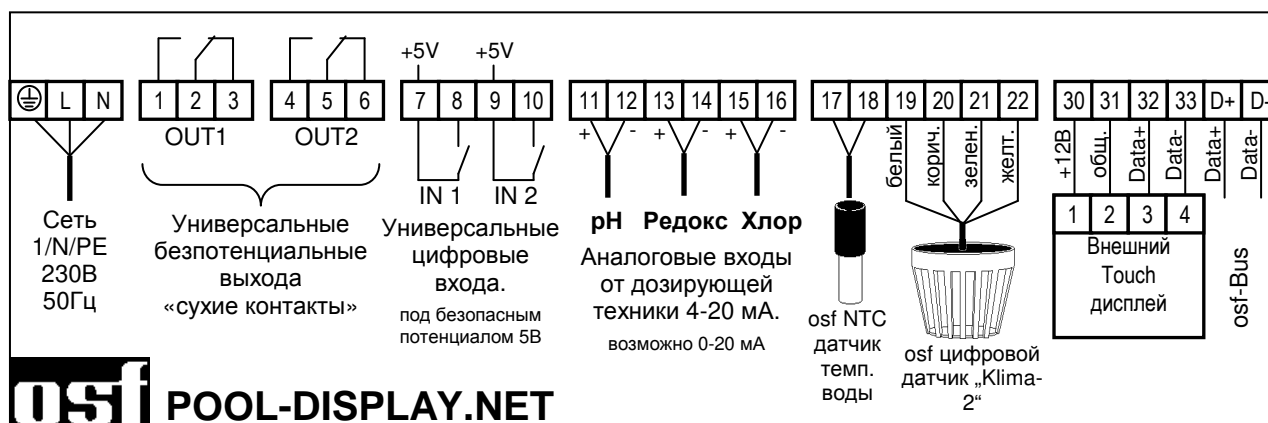 +5V +5V
L N 1 2 3 4 5 6 7 8 9 10 11 12 13 14 15 16 17 18 19 20 21 22 30 31 32 33 D+ D-
OUT1 OUT2
IN 1 IN 2
+ - + - + -
белый
корич.
зелен.
желт.
+12В
общ.
Data+
Data-
Data+
Data-
Сеть
1/N/PE
230В
50Гц
Универсальные
безпотенциальные
выхода
«сухие контакты»
Универсальные
цифровые
входа.
под безопасным
потенциалом 5В
pH Редокс Хлор
Аналоговые входы
от дозирующей
техники 4-20 мА.
возможно 0-20 мА
osf NTC
датчик
темп.
воды
osf цифровой
датчик „Klima-
2“
1 2 3 4
Внешний
Touch
дисплей
osf-Bus
osf POOL-DISPLAY.NET